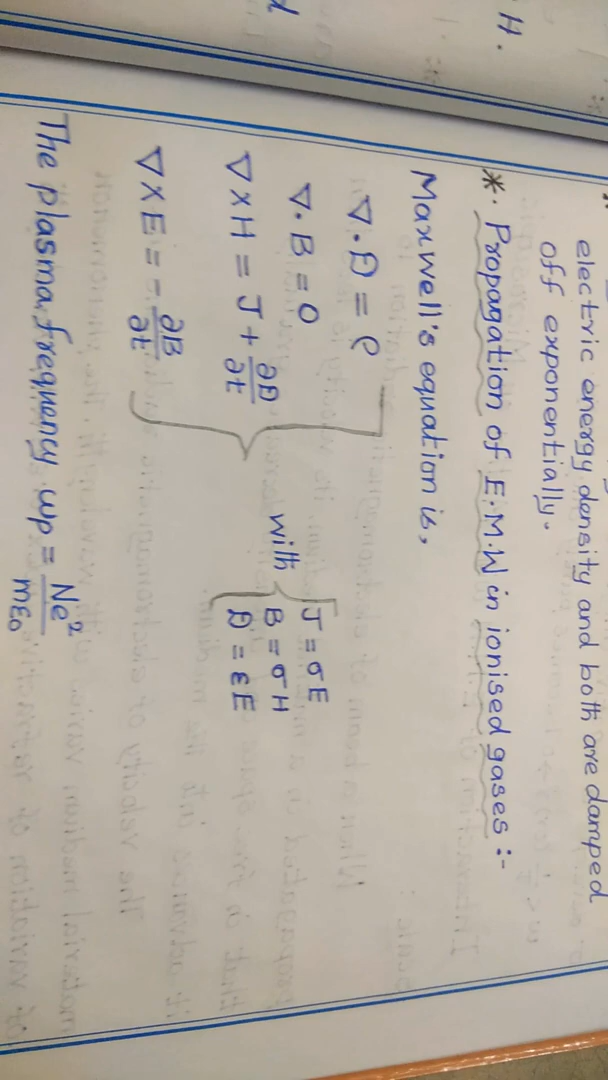 H.
electric energy density and both are damped
off exponentially.
*. Propagation of E.M.W in ionised gases :-
Maxwell's equation is,
∇ · D = ρ
∇ · B = 0
∇ × H = J + ∂D/∂t
∇ × E = - ∂B/∂t
with
J = σE
B = σH
D = εE
The plasma frequency ωp = Ne²/mε₀